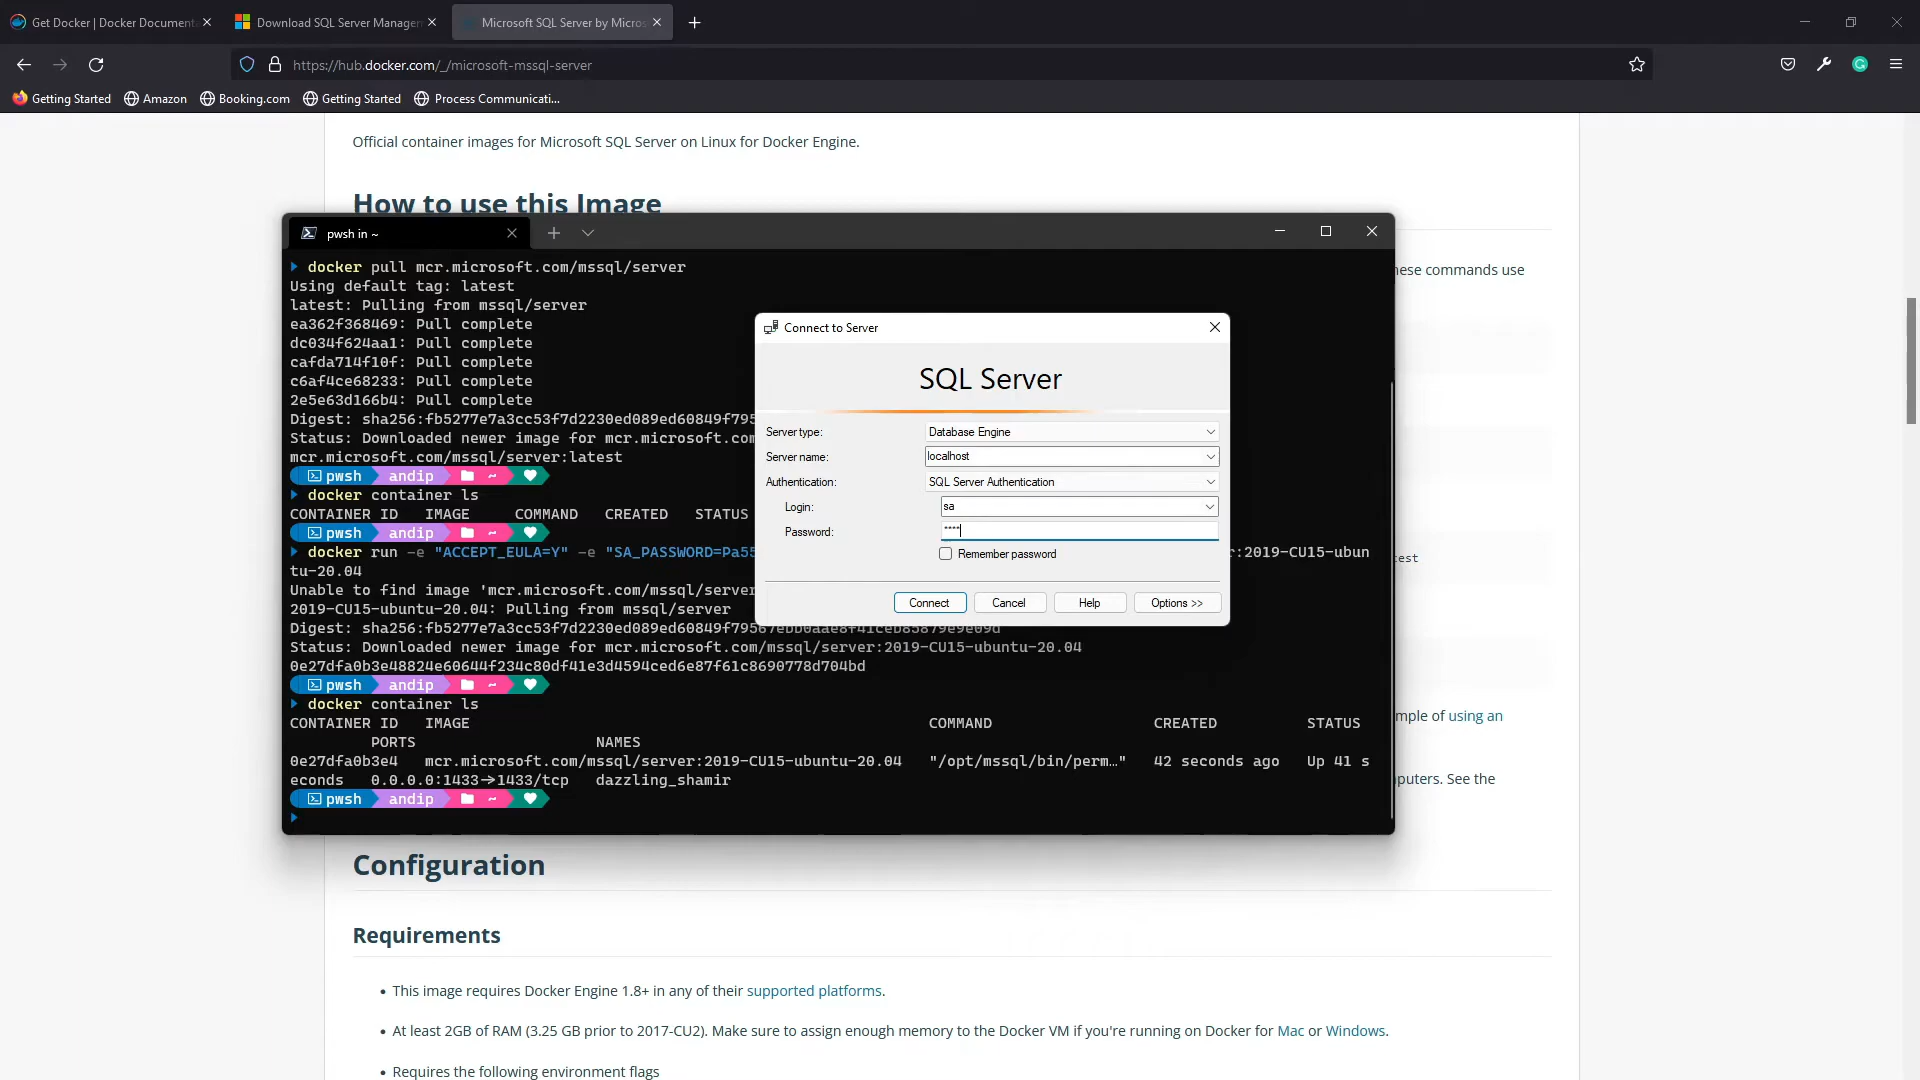 Get Docker | Docker Documenta
Download SQL Server Manager
Microsoft SQL Server by Micros
https://hub.docker.com/_/microsoft-mssql-server
Getting Started
Amazon
Booking.com
Getting Started
Process Communicati...
Official container images for Microsoft SQL Server on Linux for Docker Engine.
How to use this Image
hese commands use
est
mple of using an
puters. See the
pwsh in ~
docker pull mcr.microsoft.com/mssql/server
Using default tag: latest
latest: Pulling from mssql/server
ea362f368469: Pull complete
dc034f624aa1: Pull complete
cafda714f10f: Pull complete
c6af4ce68233: Pull complete
2e5e63d166b4: Pull complete
Digest: sha256:fb5277e7a3cc53f7d2230ed089ed60849f795
Status: Downloaded newer image for mcr.microsoft.com
mcr.microsoft.com/mssql/server:latest
pwsh andip ~
docker container ls
CONTAINER ID IMAGE COMMAND CREATED STATUS
pwsh andip ~
docker run -e "ACCEPT_EULA=Y" -e "SA_PASSWORD=Pa55 r:2019-CU15-ubun
tu-20.04
Unable to find image 'mcr.microsoft.com/mssql/server
2019-CU15-ubuntu-20.04: Pulling from mssql/server
Digest: sha256:fb5277e7a3cc53f7d2230ed089ed60849f79567ebb0aae8f41ceb85879e9e09d
Status: Downloaded newer image for mcr.microsoft.com/mssql/server:2019-CU15-ubuntu-20.04
0e27dfa0b3e48824e60644f234c80df41e3d4594ced6e87f61c8690778d704bd
pwsh andip ~
docker container ls
CONTAINER ID IMAGE COMMAND CREATED STATUS
PORTS NAMES
0e27dfa0b3e4 mcr.microsoft.com/mssql/server:2019-CU15-ubuntu-20.04 "/opt/mssql/bin/perm…" 42 seconds ago Up 41 s
econds 0.0.0.0:1433->1433/tcp dazzling_shamir
pwsh andip ~
Connect to Server
SQL Server
Server type: Database Engine
Server name: localhost
Authentication: SQL Server Authentication
Login: sa
Password: ****
Remember password
Connect Cancel Help Options >>
Configuration
Requirements
• This image requires Docker Engine 1.8+ in any of their supported platforms.
• At least 2GB of RAM (3.25 GB prior to 2017-CU2). Make sure to assign enough memory to the Docker VM if you're running on Docker for Mac or Windows.
• Requires the following environment flags